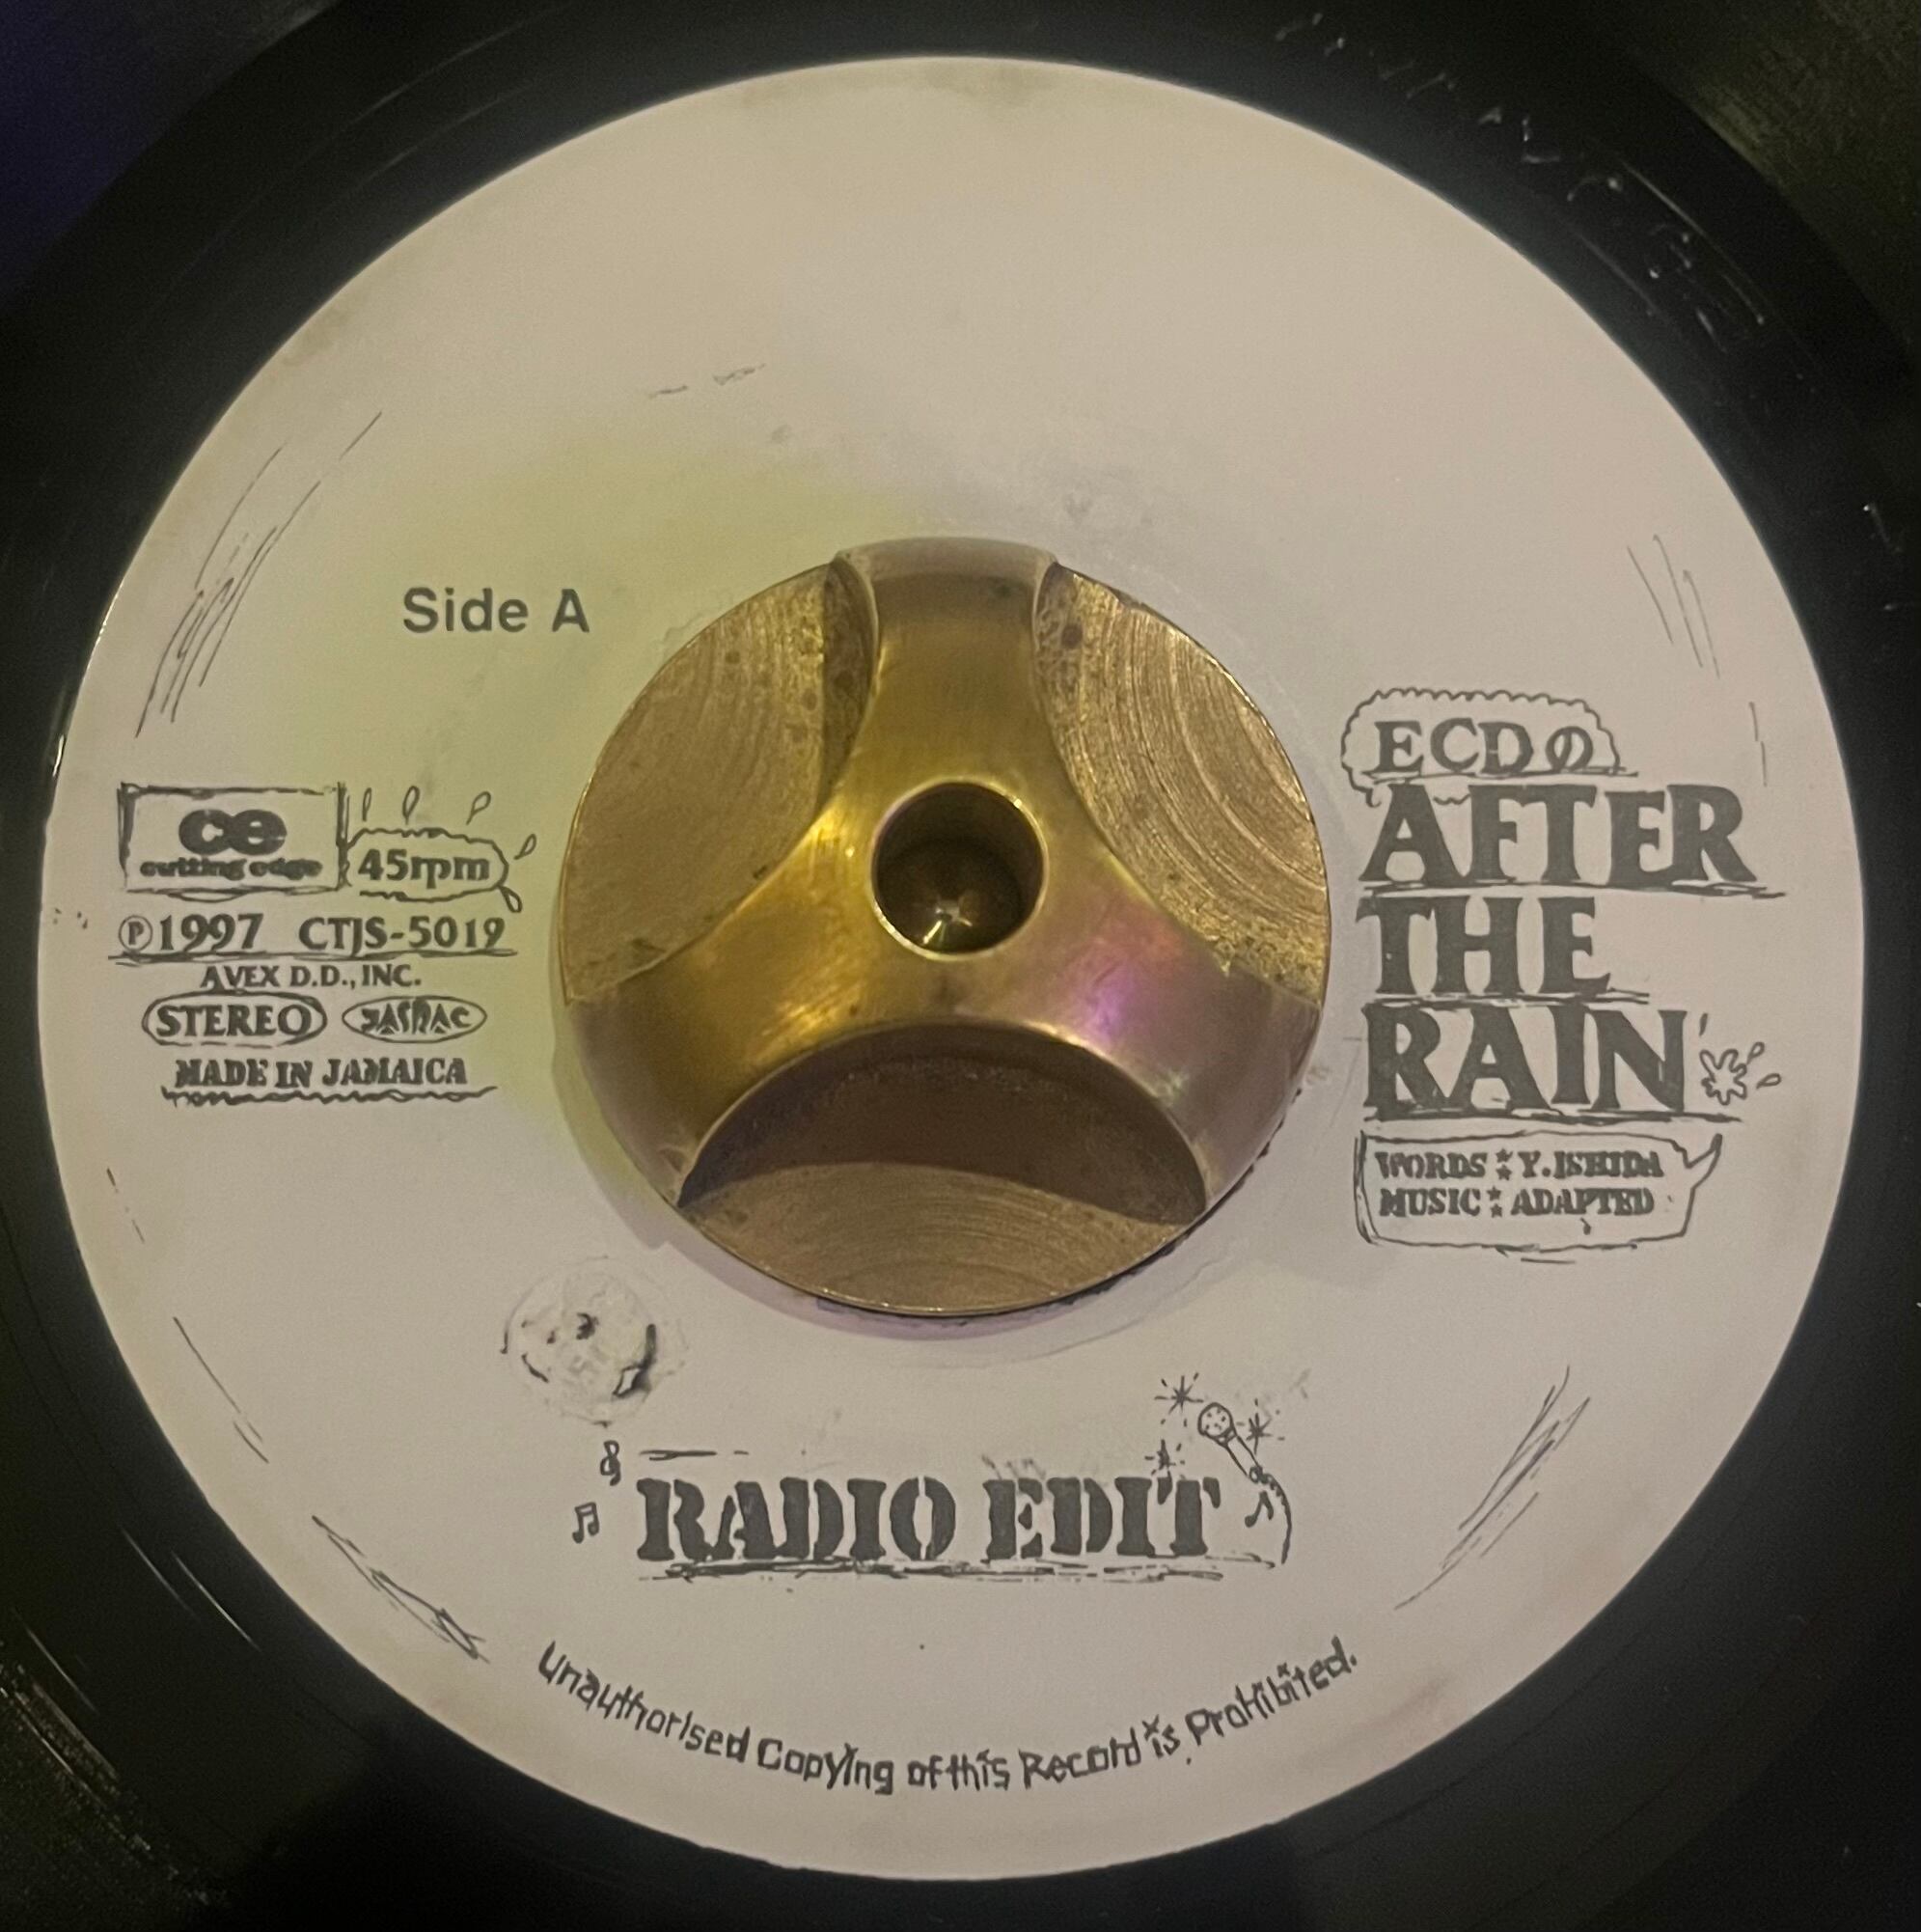 Side A
ce
cutting edge
45rpm
Ⓟ1997 CTJS-5019
AVEX D.D., INC.
STEREO JASRAC
MADE IN JAMAICA
ECDの
AFTER
THE
RAIN
WORDS : Y. ISHIDA
MUSIC : ADAPTED
RADIO EDIT
Unauthorised Copying of this Record is Prohibited.